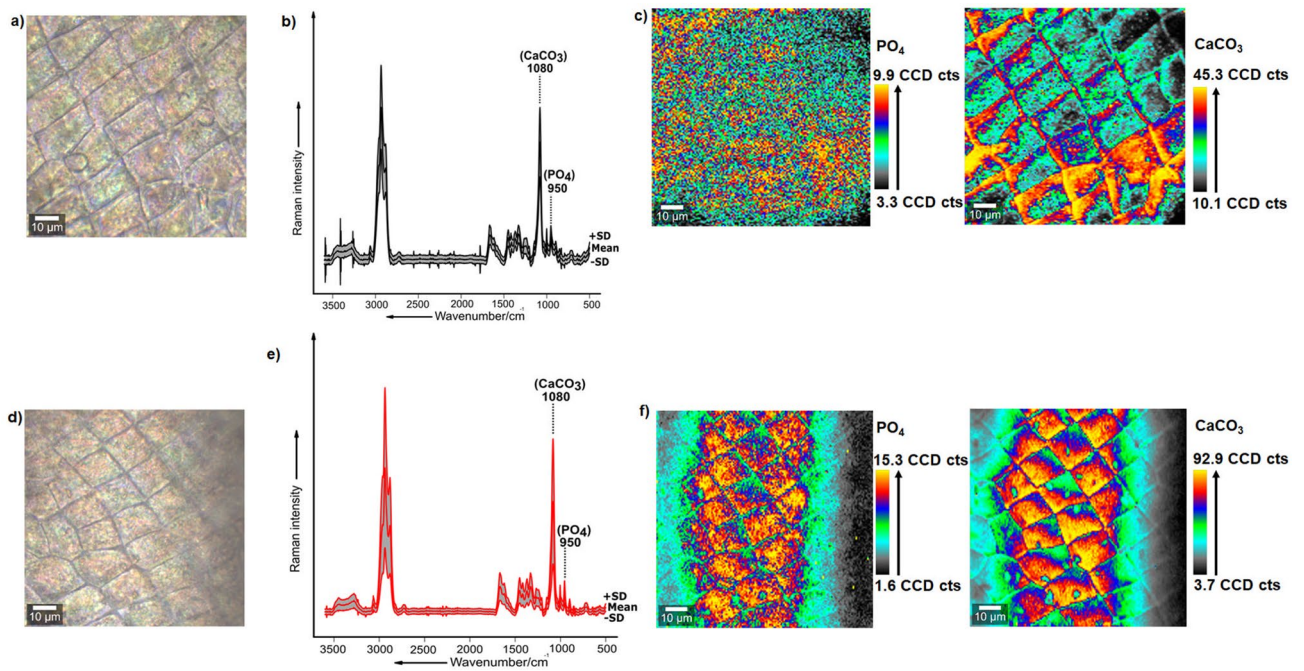 a)
10 µm
b)
Raman intensity
(CaCO3)
1080
(PO4)
950
+SD
Mean
-SD
3500 3000 2500 2000 1500 1000 500
Wavenumber/cm-1
c)
10 µm
PO4
9.9 CCD cts
3.3 CCD cts
10 µm
CaCO3
45.3 CCD cts
10.1 CCD cts
d)
10 µm
e)
Raman intensity
(CaCO3)
1080
(PO4)
950
+SD
Mean
-SD
3500 3000 2500 2000 1500 1000 500
Wavenumber/cm-1
f)
10 µm
PO4
15.3 CCD cts
1.6 CCD cts
10 µm
CaCO3
92.9 CCD cts
3.7 CCD cts